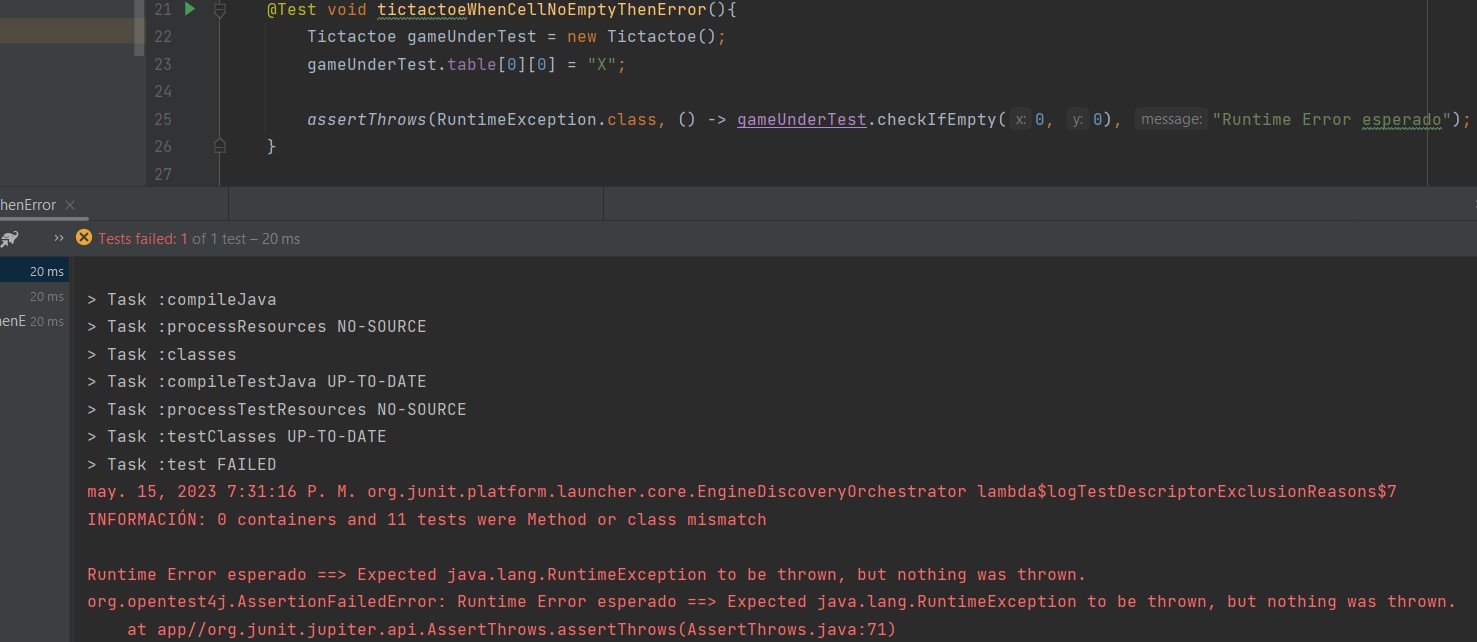 21 @Test void tictactoeWhenCellNoEmptyThenError(){
22 Tictactoe gameUnderTest = new Tictactoe();
23 gameUnderTest.table[0][0] = "X";
24
25 assertThrows(RuntimeException.class, () -> gameUnderTest.checkIfEmpty( x: 0, y: 0), message: "Runtime Error esperado");
26 }
27
henError ×
» Tests failed: 1 of 1 test – 20 ms
20 ms
20 ms
enE 20 ms
> Task :compileJava
> Task :processResources NO-SOURCE
> Task :classes
> Task :compileTestJava UP-TO-DATE
> Task :processTestResources NO-SOURCE
> Task :testClasses UP-TO-DATE
> Task :test FAILED
may. 15, 2023 7:31:16 P. M. org.junit.platform.launcher.core.EngineDiscoveryOrchestrator lambda$logTestDescriptorExclusionReasons$7
INFORMACIÓN: 0 containers and 11 tests were Method or class mismatch
Runtime Error esperado ==> Expected java.lang.RuntimeException to be thrown, but nothing was thrown.
org.opentest4j.AssertionFailedError: Runtime Error esperado ==> Expected java.lang.RuntimeException to be thrown, but nothing was thrown.
at app//org.junit.jupiter.api.AssertThrows.assertThrows(AssertThrows.java:71)